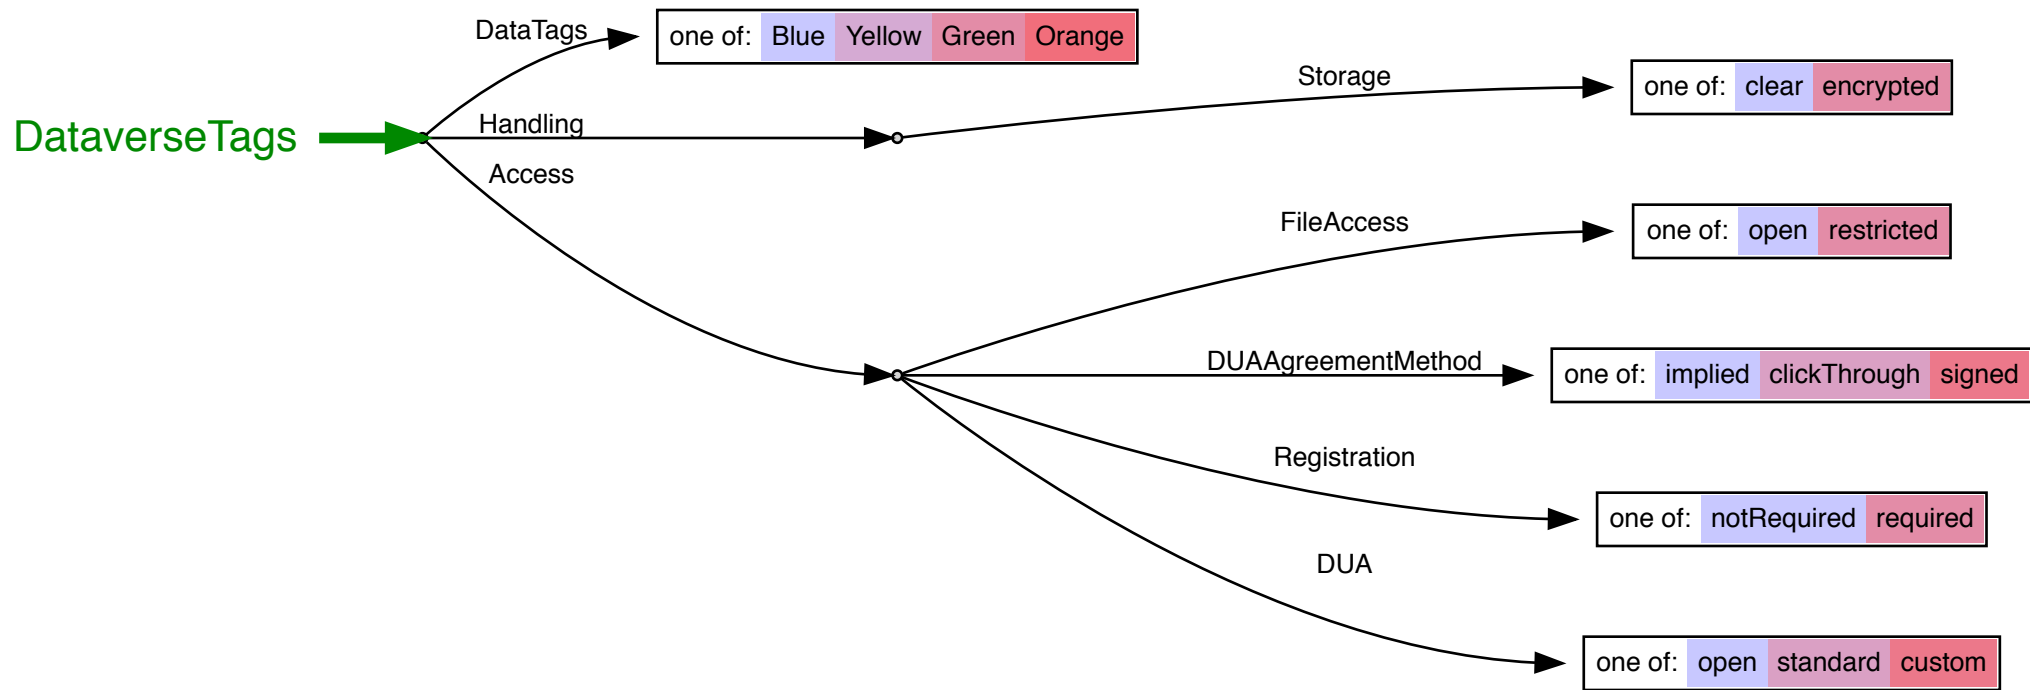 DataTags
one of: Blue Yellow Green Orange
Storage
one of: clear encrypted
DataverseTags
Handling
Access
FileAccess
one of: open restricted
DUAAgreementMethod
one of: implied clickThrough signed
Registration
one of: notRequired required
DUA
one of: open standard custom